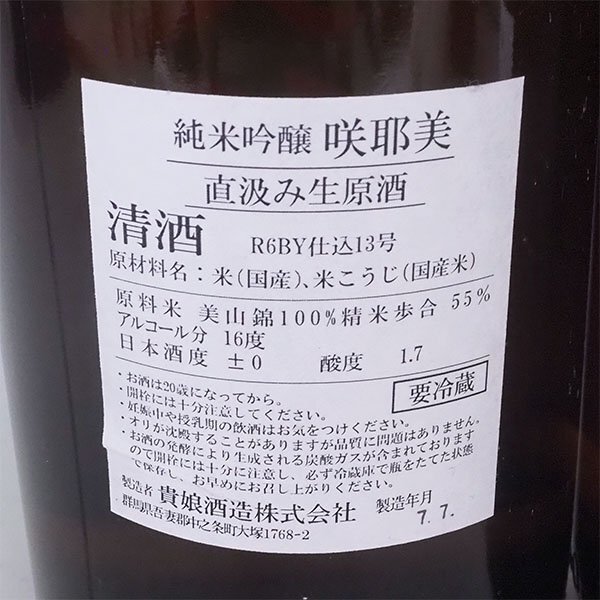 純米吟醸 咲耶美
直汲み生原酒
清酒 R6BY仕込13号
原材料名：米(国産)、米こうじ(国産米)
原料米 美山錦100%精米歩合 55%
アルコール分 16度
日本酒度 ±0 酸度 1.7
要冷蔵
・お酒は20歳になってから。
・開栓には十分注意してください。
・妊娠中や授乳期の飲酒はお気をつけください。
・オリが沈殿することがありますが品質に問題はありません。
・お酒の発酵により生成される炭酸ガスが含まれております
ので開栓には十分に注意し、必ず冷蔵庫で瓶をたてた状態
で保存し、お早めにお召し上がりください。
製造者 貴娘酒造株式会社 製造年月
群馬県吾妻郡中之条町大塚1768-2 7.7.